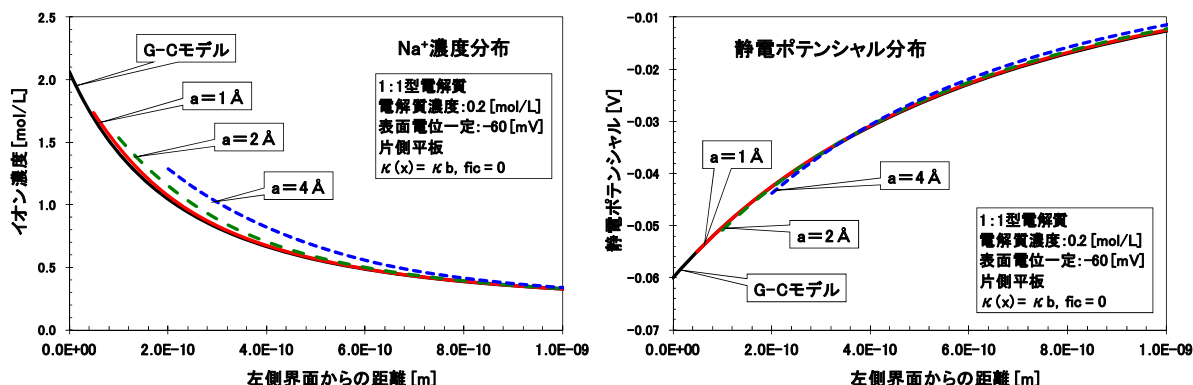 2.5
2.0
1.5
1.0
0.5
0.0
イオン濃度[mol/L]
G-Cモデル
Na⁺濃度分布
a=1Å
a=2Å
a=4Å
1:1型電解質
電解質濃度:0.2[mol/L]
表面電位一定:-60[mV]
片側平板
κ(x)= κb, fic=0
0.0E+00
2.0E-10
4.0E-10
6.0E-10
8.0E-10
1.0E-09
左側界面からの距離[m]
-0.01
-0.02
-0.03
-0.04
-0.05
-0.06
-0.07
静電ポテンシャル[V]
静電ポテンシャル分布
a=1Å
a=4Å
a=2Å
G-Cモデル
1:1型電解質
電解質濃度:0.2[mol/L]
表面電位一定:-60[mV]
片側平板
κ(x)= κb, fic=0
0.0E+00
2.0E-10
4.0E-10
6.0E-10
8.0E-10
1.0E-09
左側界面からの距離[m]